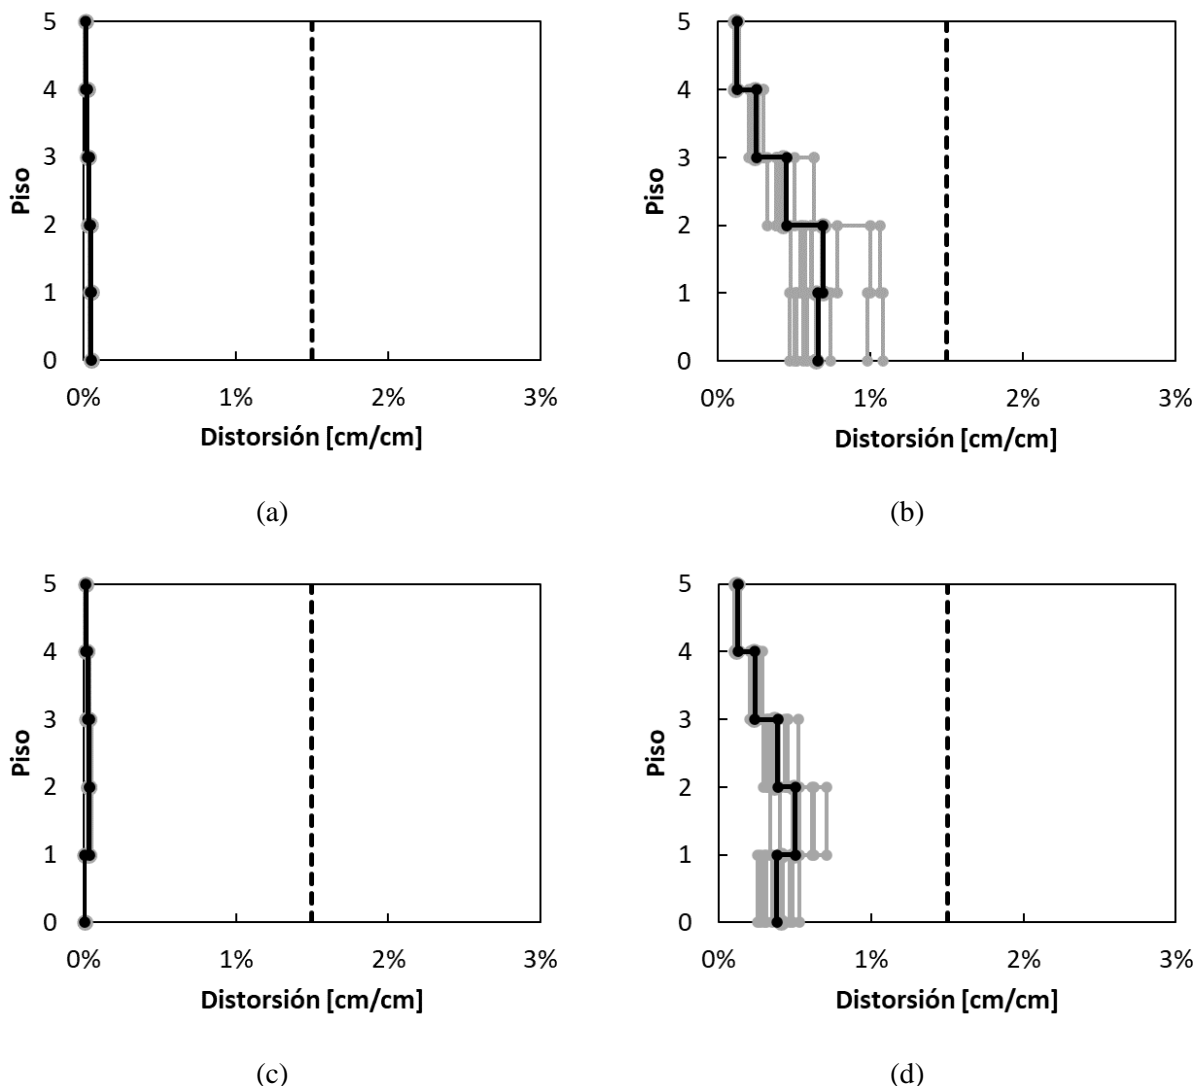 5
4
3
2
1
0
Piso
0% 1% 2% 3%
Distorsión [cm/cm]
(a)
5
4
3
2
1
0
Piso
0% 1% 2% 3%
Distorsión [cm/cm]
(b)
5
4
3
2
1
0
Piso
0% 1% 2% 3%
Distorsión [cm/cm]
(c)
5
4
3
2
1
0
Piso
0% 1% 2% 3%
Distorsión [cm/cm]
(d)